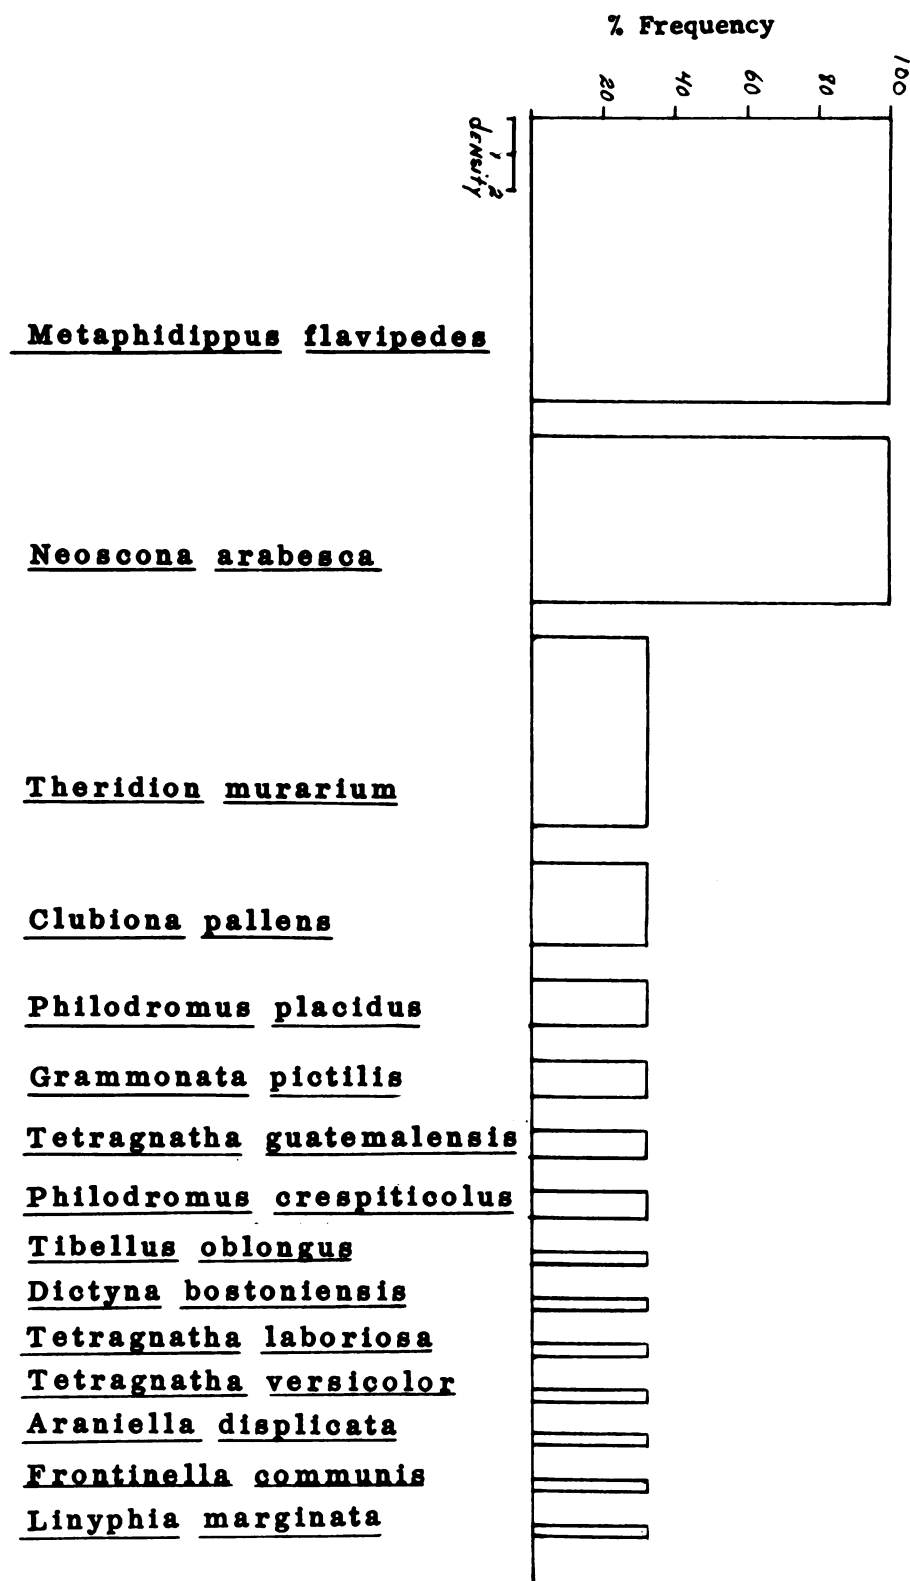 % Frequency
20 40 60 80 100
density
1 2
Metaphidippus flavipedes
Neoscona arabesca
Theridion murarium
Clubiona pallens
Philodromus placidus
Grammonata pictilis
Tetragnatha guatemalensis
Philodromus crespiticolus
Tibellus oblongus
Dictyna bostoniensis
Tetragnatha laboriosa
Tetragnatha versicolor
Araniella displicata
Frontinella communis
Linyphia marginata